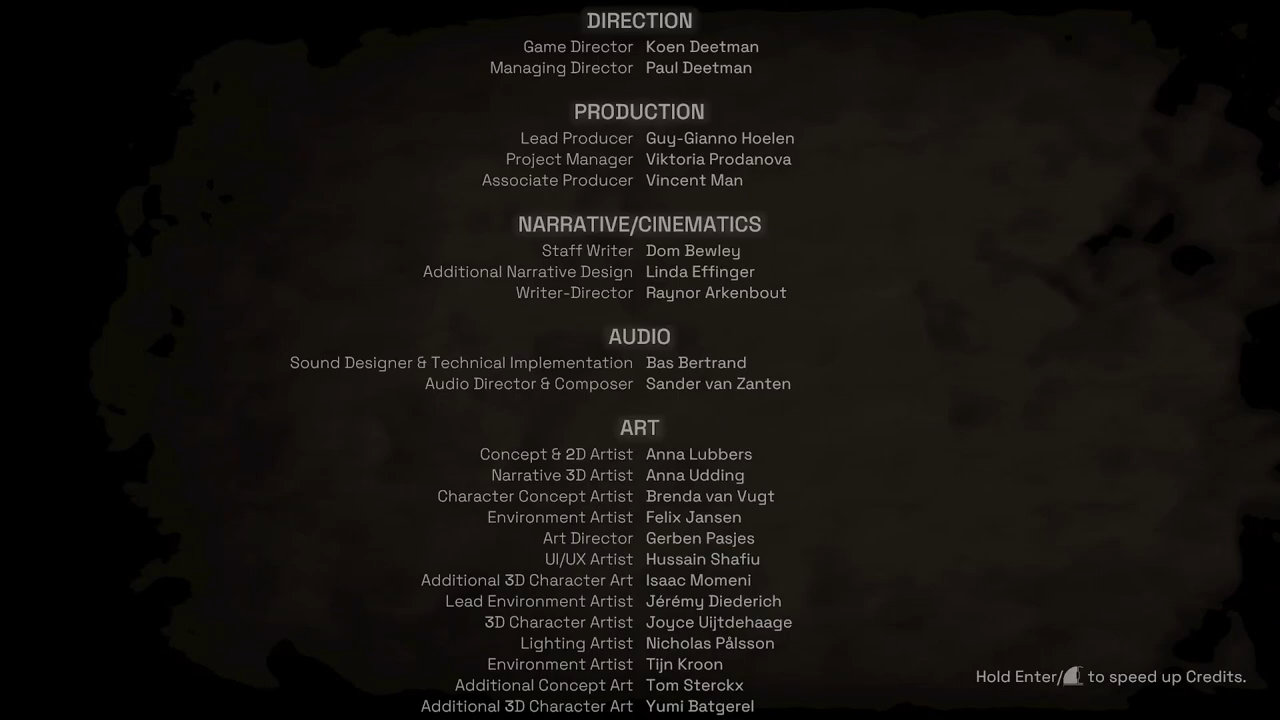 DIRECTION
Game Director Koen Deetman
Managing Director Paul Deetman
PRODUCTION
Lead Producer Guy-Gianno Hoelen
Project Manager Viktoria Prodanova
Associate Producer Vincent Man
NARRATIVE/CINEMATICS
Staff Writer Dom Bewley
Additional Narrative Design Linda Effinger
Writer-Director Raynor Arkenbout
AUDIO
Sound Designer & Technical Implementation Bas Bertrand
Audio Director & Composer Sander van Zanten
ART
Concept & 2D Artist Anna Lubbers
Narrative 3D Artist Anna Udding
Character Concept Artist Brenda van Vugt
Environment Artist Felix Jansen
Art Director Gerben Pasjes
UI/UX Artist Hussain Shafiu
Additional 3D Character Art Isaac Momeni
Lead Environment Artist Jérémy Diederich
3D Character Artist Joyce Uijtdehaage
Lighting Artist Nicholas Pålsson
Environment Artist Tijn Kroon
Additional Concept Art Tom Sterckx
Additional 3D Character Art Yumi Batgerel
Hold Enter/ to speed up Credits.